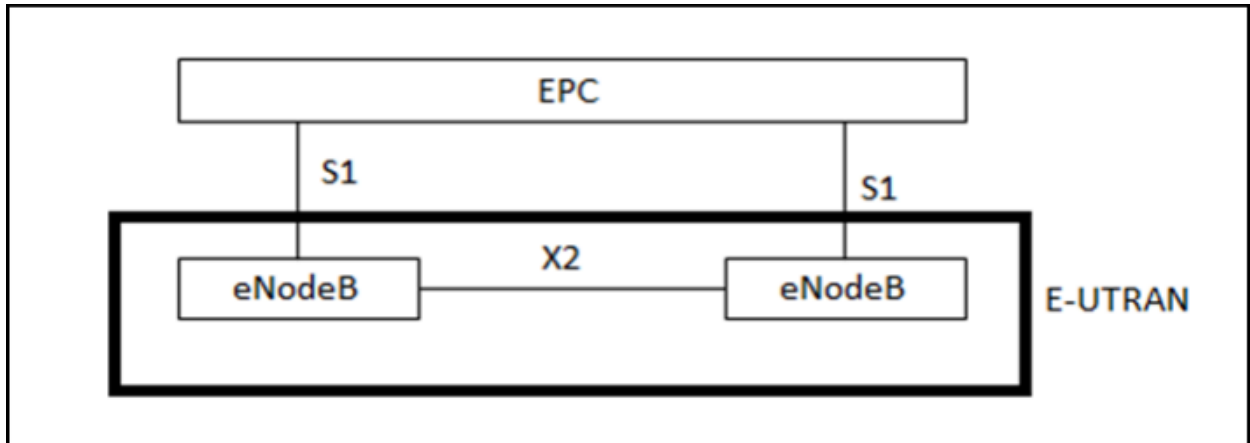 EPC
S1
S1
X2
eNodeB
eNodeB
E-UTRAN